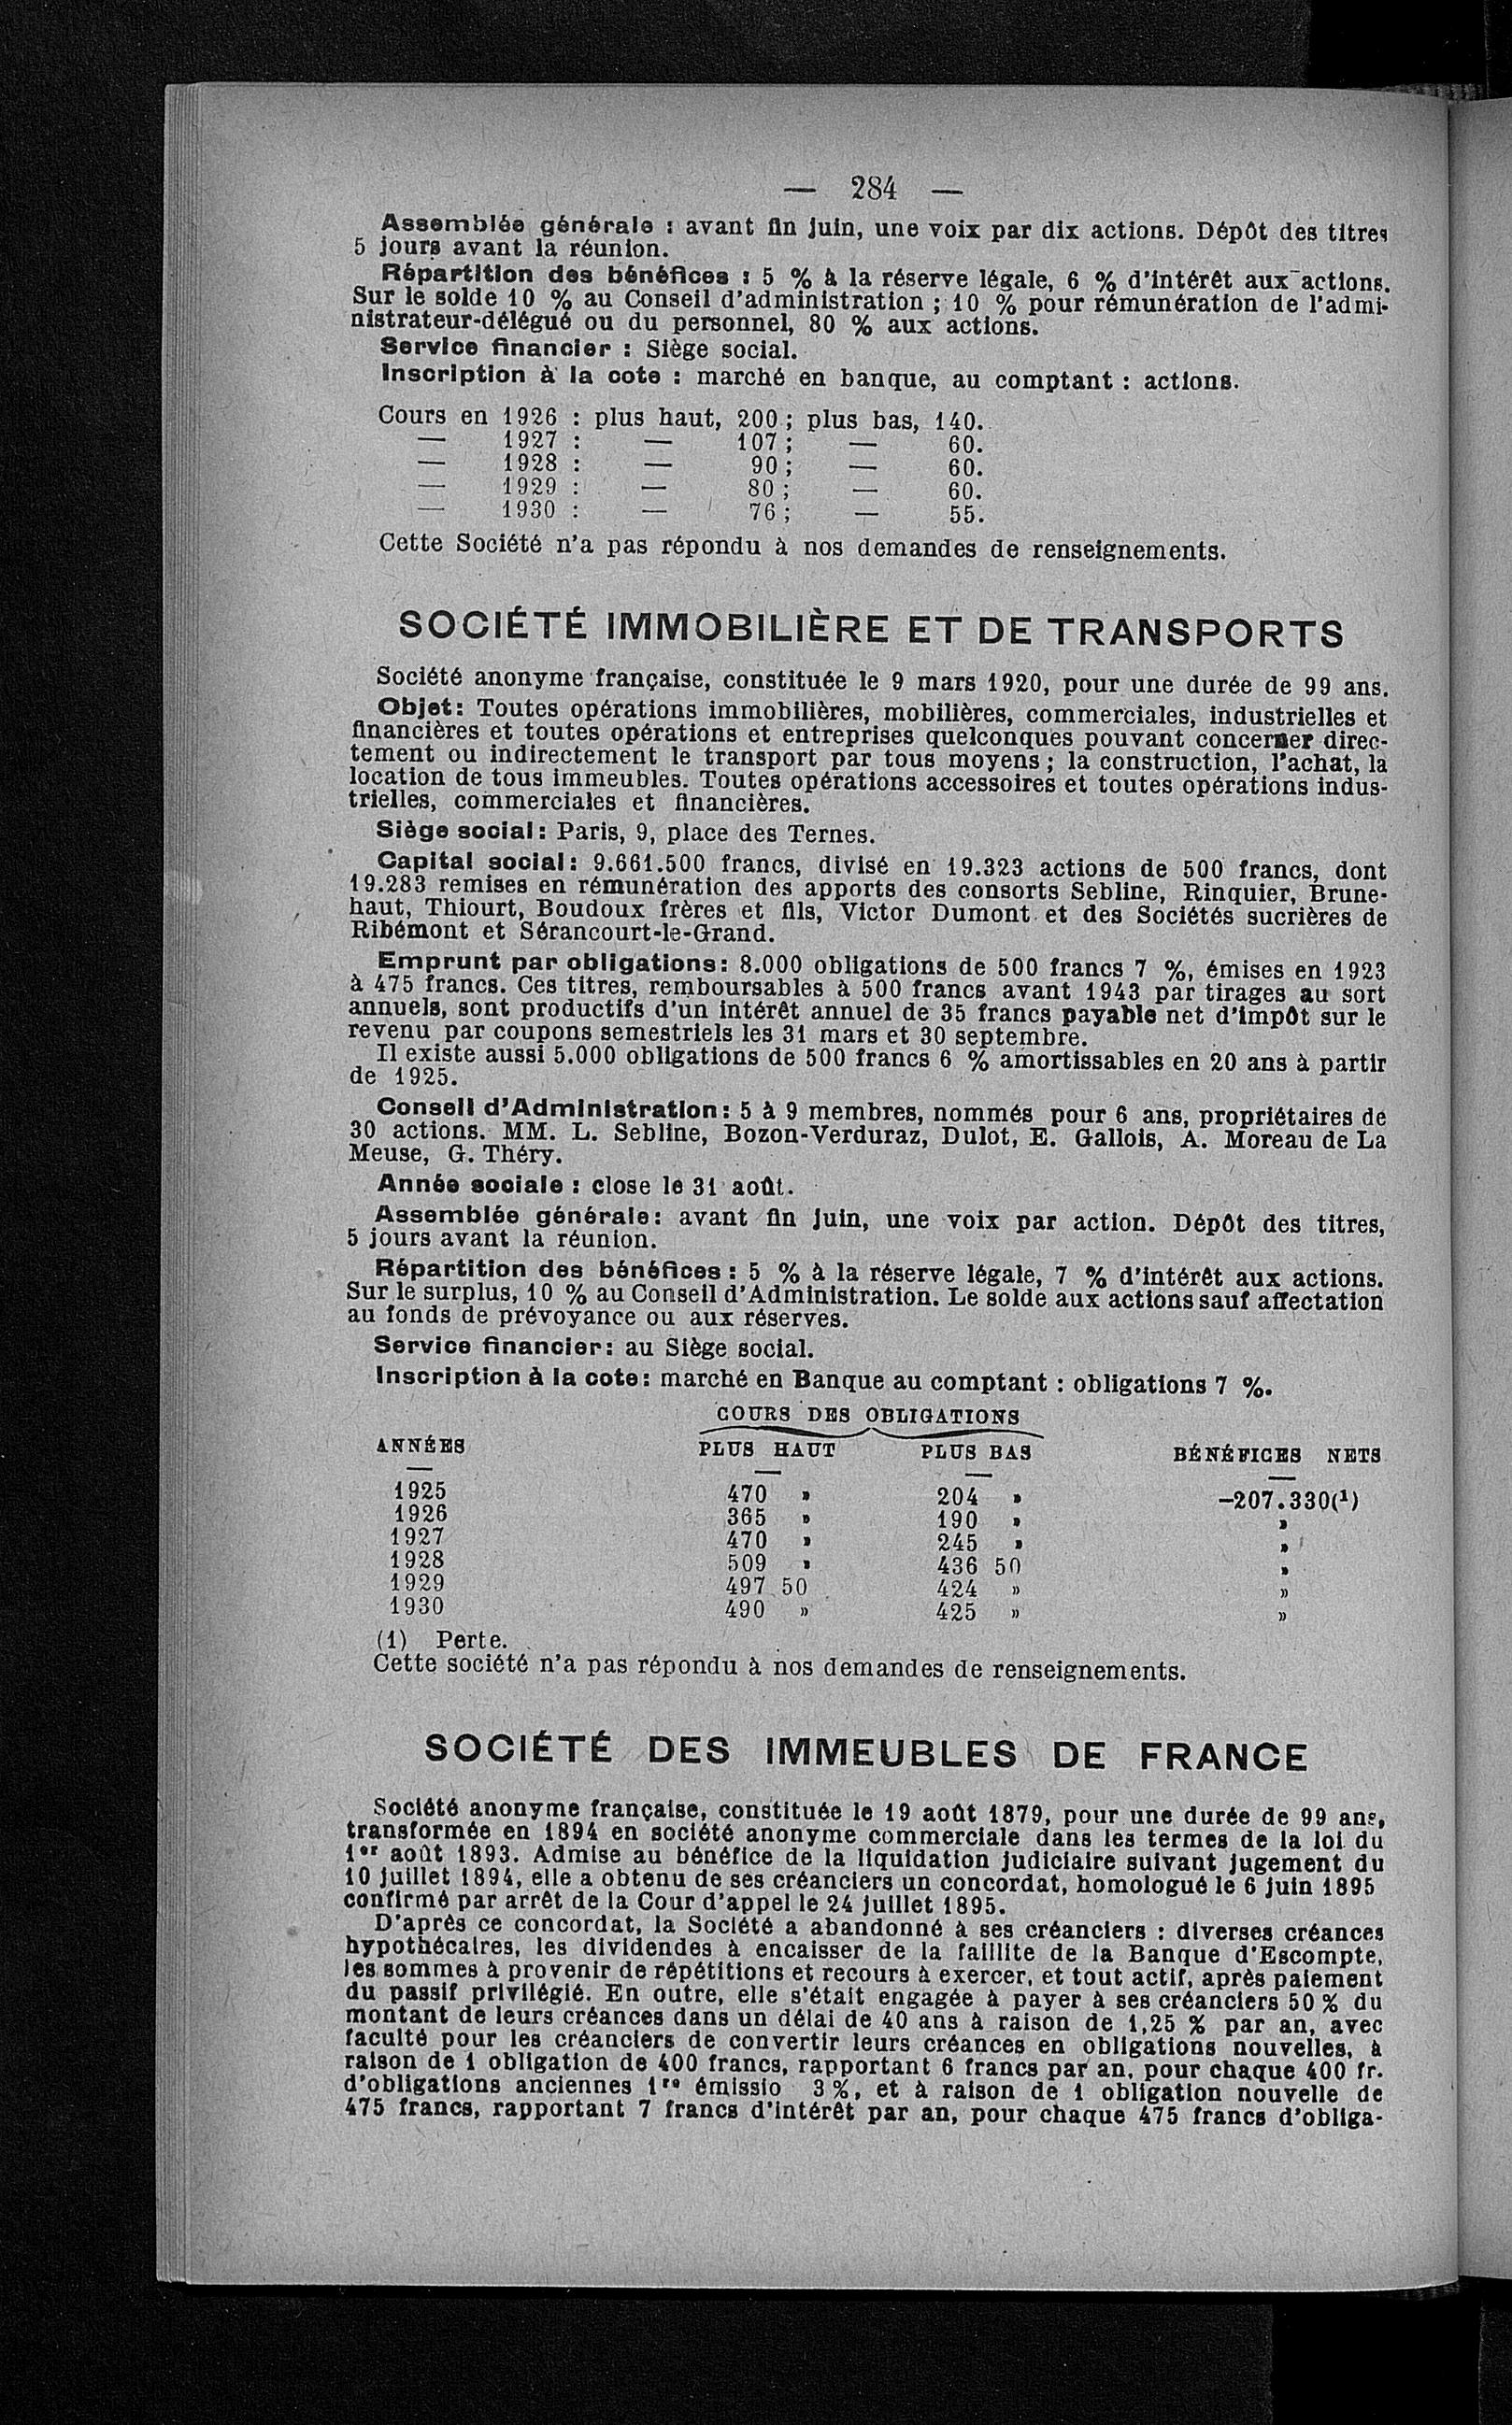 — 284 —
Assemblée générale : avant fin juin, une voix par dix actions. Dépôt des titres
5 jours avant la réunion.
Répartition des bénéfices : 5 % à la réserve légale, 6 % d'intérêt aux actions.
Sur le solde 10 % au Conseil d'administration ; 10 % pour rémunération de l'admi-
nistrateur-délégué ou du personnel, 80 % aux actions.
Service financier : Siège social.
Inscription à la cote : marché en banque, au comptant : actions.
Cours en 1926 : plus haut, 200 ; plus bas, 140.
— 1927 : — 107 ; — 60.
— 1928 : — 90 ; — 60.
— 1929 : — 80 ; — 60.
— 1930 : — 76 ; — 55.
Cette Société n'a pas répondu à nos demandes de renseignements.
SOCIÉTÉ IMMOBILIÈRE ET DE TRANSPORTS
Société anonyme française, constituée le 9 mars 1920, pour une durée de 99 ans.
Objet : Toutes opérations immobilières, mobilières, commerciales, industrielles et
financières et toutes opérations et entreprises quelconques pouvant concerner direc-
tement ou indirectement le transport par tous moyens ; la construction, l'achat, la
location de tous immeubles. Toutes opérations accessoires et toutes opérations indus-
trielles, commerciales et financières.
Siège social : Paris, 9, place des Ternes.
Capital social : 9.661.500 francs, divisé en 19.323 actions de 500 francs, dont
19.283 remises en rémunération des apports des consorts Sebline, Rinquier, Brune-
haut, Thiourt, Boudoux frères et fils, Victor Dumont et des Sociétés sucrières de
Ribémont et Sérancourt-le-Grand.
Emprunt par obligations : 8.000 obligations de 500 francs 7 %, émises en 1923
à 475 francs. Ces titres, remboursables à 500 francs avant 1943 par tirages au sort
annuels, sont productifs d'un intérêt annuel de 35 francs payable net d'impôt sur le
revenu par coupons semestriels les 31 mars et 30 septembre.
Il existe aussi 5.000 obligations de 500 francs 6 % amortissables en 20 ans à partir
de 1925.
Conseil d'Administration : 5 à 9 membres, nommés pour 6 ans, propriétaires de
30 actions. MM. L. Sebline, Bozon-Verduraz, Dulot, E. Gallois, A. Moreau de La
Meuse, G. Théry.
Année sociale : close le 31 août.
Assemblée générale : avant fin juin, une voix par action. Dépôt des titres,
5 jours avant la réunion.
Répartition des bénéfices : 5 % à la réserve légale, 7 % d'intérêt aux actions.
Sur le surplus, 10 % au Conseil d'Administration. Le solde aux actions sauf affectation
au fonds de prévoyance ou aux réserves.
Service financier : au Siège social.
Inscription à la cote : marché en Banque au comptant : obligations 7 %.
COURS DES OBLIGATIONS
ANNÉES PLUS HAUT PLUS BAS BÉNÉFICES NETS
1925 470 » 204 » –207.330(1)
1926 365 » 190 » »
1927 470 » 245 » »
1928 509 » 436 50 »
1929 497 50 424 » »
1930 490 » 425 » »
(1) Perte.
Cette société n'a pas répondu à nos demandes de renseignements.
SOCIÉTÉ DES IMMEUBLES DE FRANCE
Société anonyme française, constituée le 19 août 1879, pour une durée de 99 ans,
transformée en 1894 en société anonyme commerciale dans les termes de la loi du
1er août 1893. Admise au bénéfice de la liquidation judiciaire suivant jugement du
10 juillet 1894, elle a obtenu de ses créanciers un concordat, homologué le 6 juin 1895
confirmé par arrêt de la Cour d'appel le 24 juillet 1895.
D'après ce concordat, la Société a abandonné à ses créanciers : diverses créances
hypothécaires, les dividendes à encaisser de la faillite de la Banque d'Escompte,
les sommes à provenir de répétitions et recours à exercer, et tout actif, après paiement
du passif privilégié. En outre, elle s'était engagée à payer à ses créanciers 50 % du
montant de leurs créances dans un délai de 40 ans à raison de 1,25 % par an, avec
faculté pour les créanciers de convertir leurs créances en obligations nouvelles, à
raison de 1 obligation de 400 francs, rapportant 6 francs par an, pour chaque 400 fr.
d'obligations anciennes 1re émissio 3 %, et à raison de 1 obligation nouvelle de
475 francs, rapportant 7 francs d'intérêt par an, pour chaque 475 francs d'obliga-